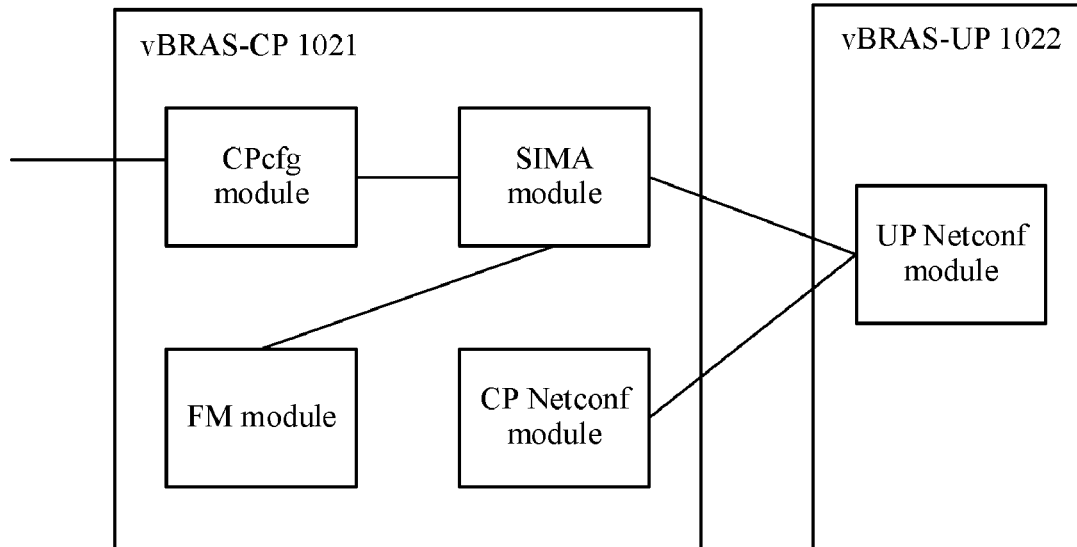 vBRAS-CP 1021
vBRAS-UP 1022
CPcfg
module
SIMA
module
UP Netconf
module
FM module
CP Netconf
module